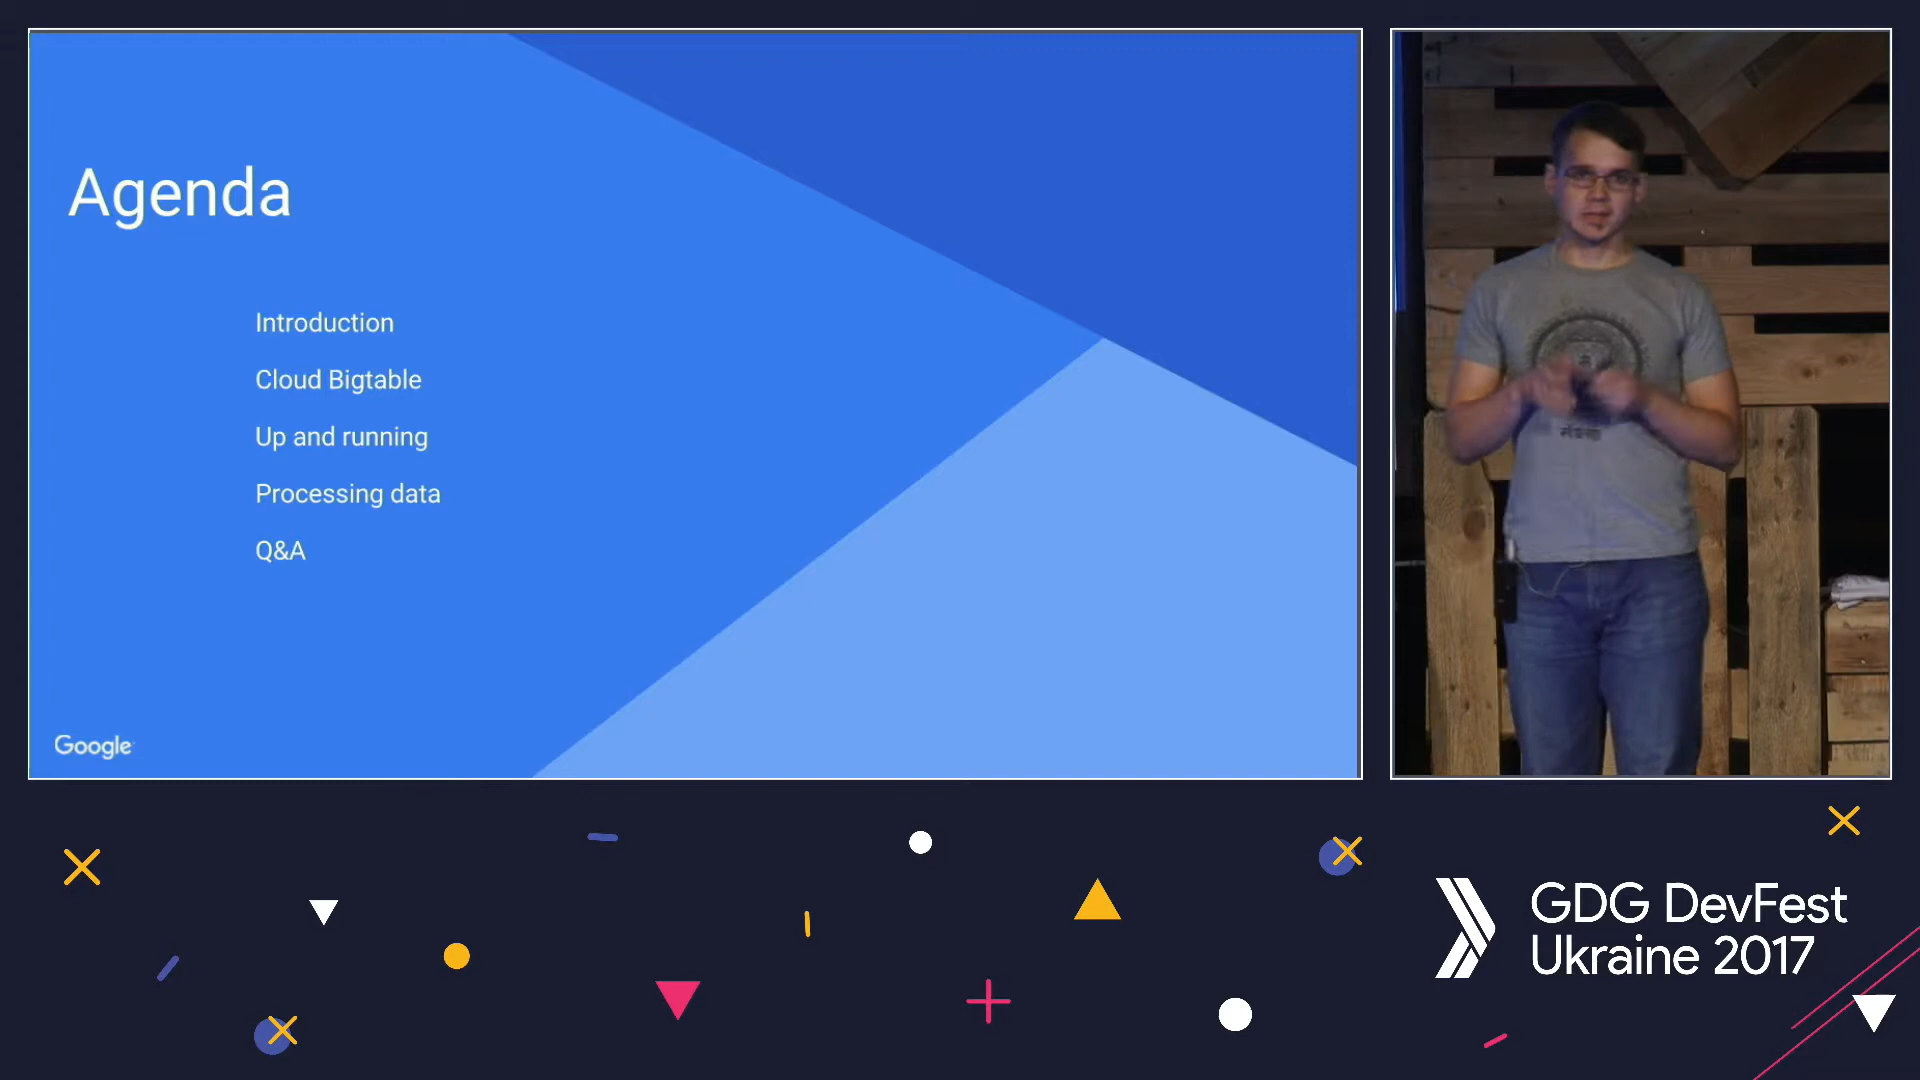 Agenda
Introduction
Cloud Bigtable
Up and running
Processing data
Q&A
Google
GDG DevFest
Ukraine 2017